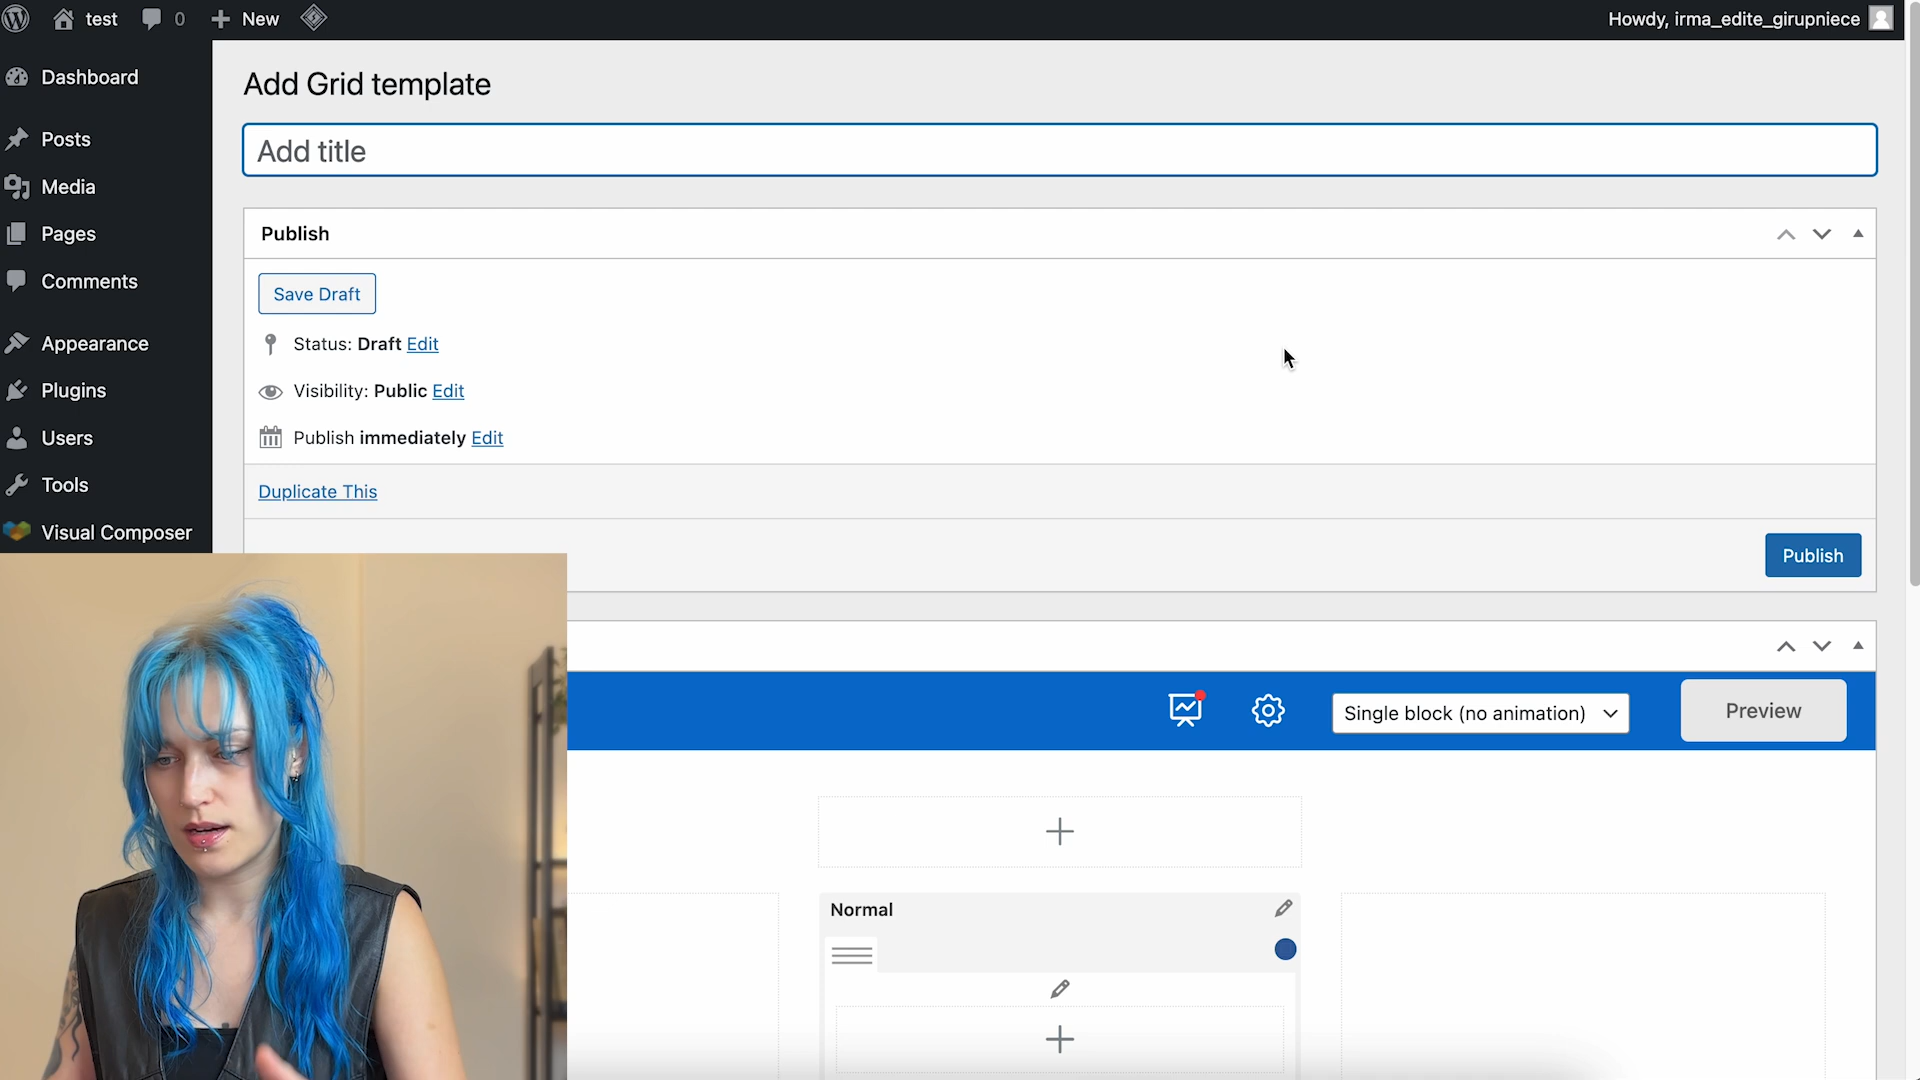 test
0
New
Howdy, irma_edite_girupniece
Dashboard
Posts
Media
Pages
Comments
Appearance
Plugins
Users
Tools
Visual Composer
Add Grid template
Add title
Publish
Save Draft
Status: Draft Edit
Visibility: Public Edit
Publish immediately Edit
Duplicate This
Publish
Single block (no animation)
Preview
Normal